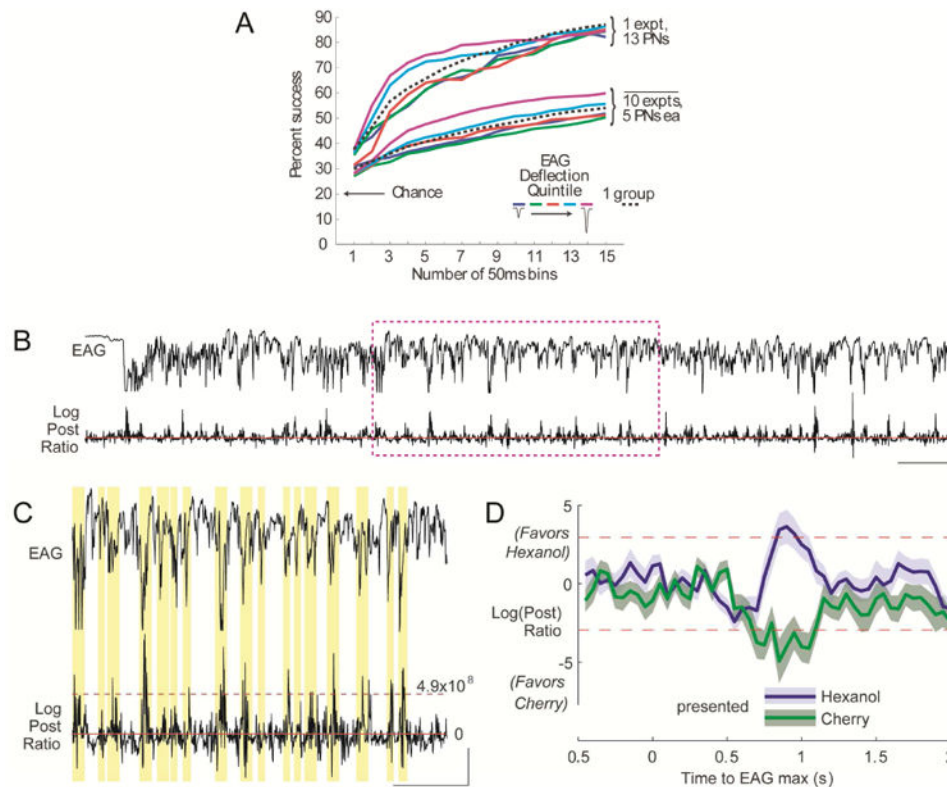 A
90
80
70
60
50
40
30
20
10
0
Percent success
1 expt,
13 PNs
10 expts,
5 PNs ea
Chance
EAG
Deflection
Quintile
1 group
1 3 5 7 9 11 13 15
Number of 50ms bins
B
EAG
Log
Post
Ratio
C
EAG
4.9x10⁸
Log
Post
Ratio
0
D
5
(Favors
Hexanol)
0
Log(Post)
Ratio
-5
(Favors
Cherry)
presented
Hexanol
Cherry
0.5 0 0.5 1 1.5 2
Time to EAG max (s)